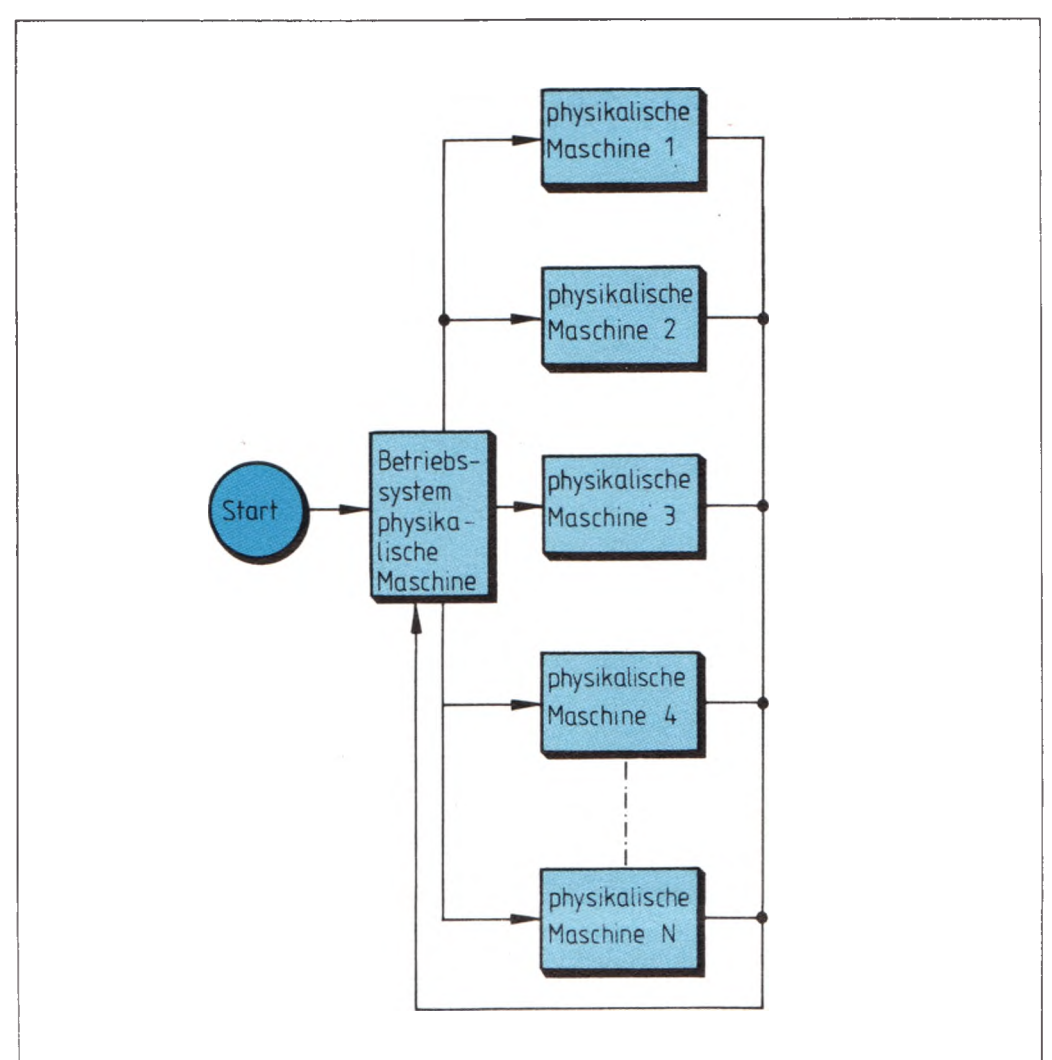 physikalische
Maschine 1
physikalische
Maschine 2
Start
Betriebs-
system
physika-
lische
Maschine
physikalische
Maschine 3
physikalische
Maschine 4
physikalische
Maschine N